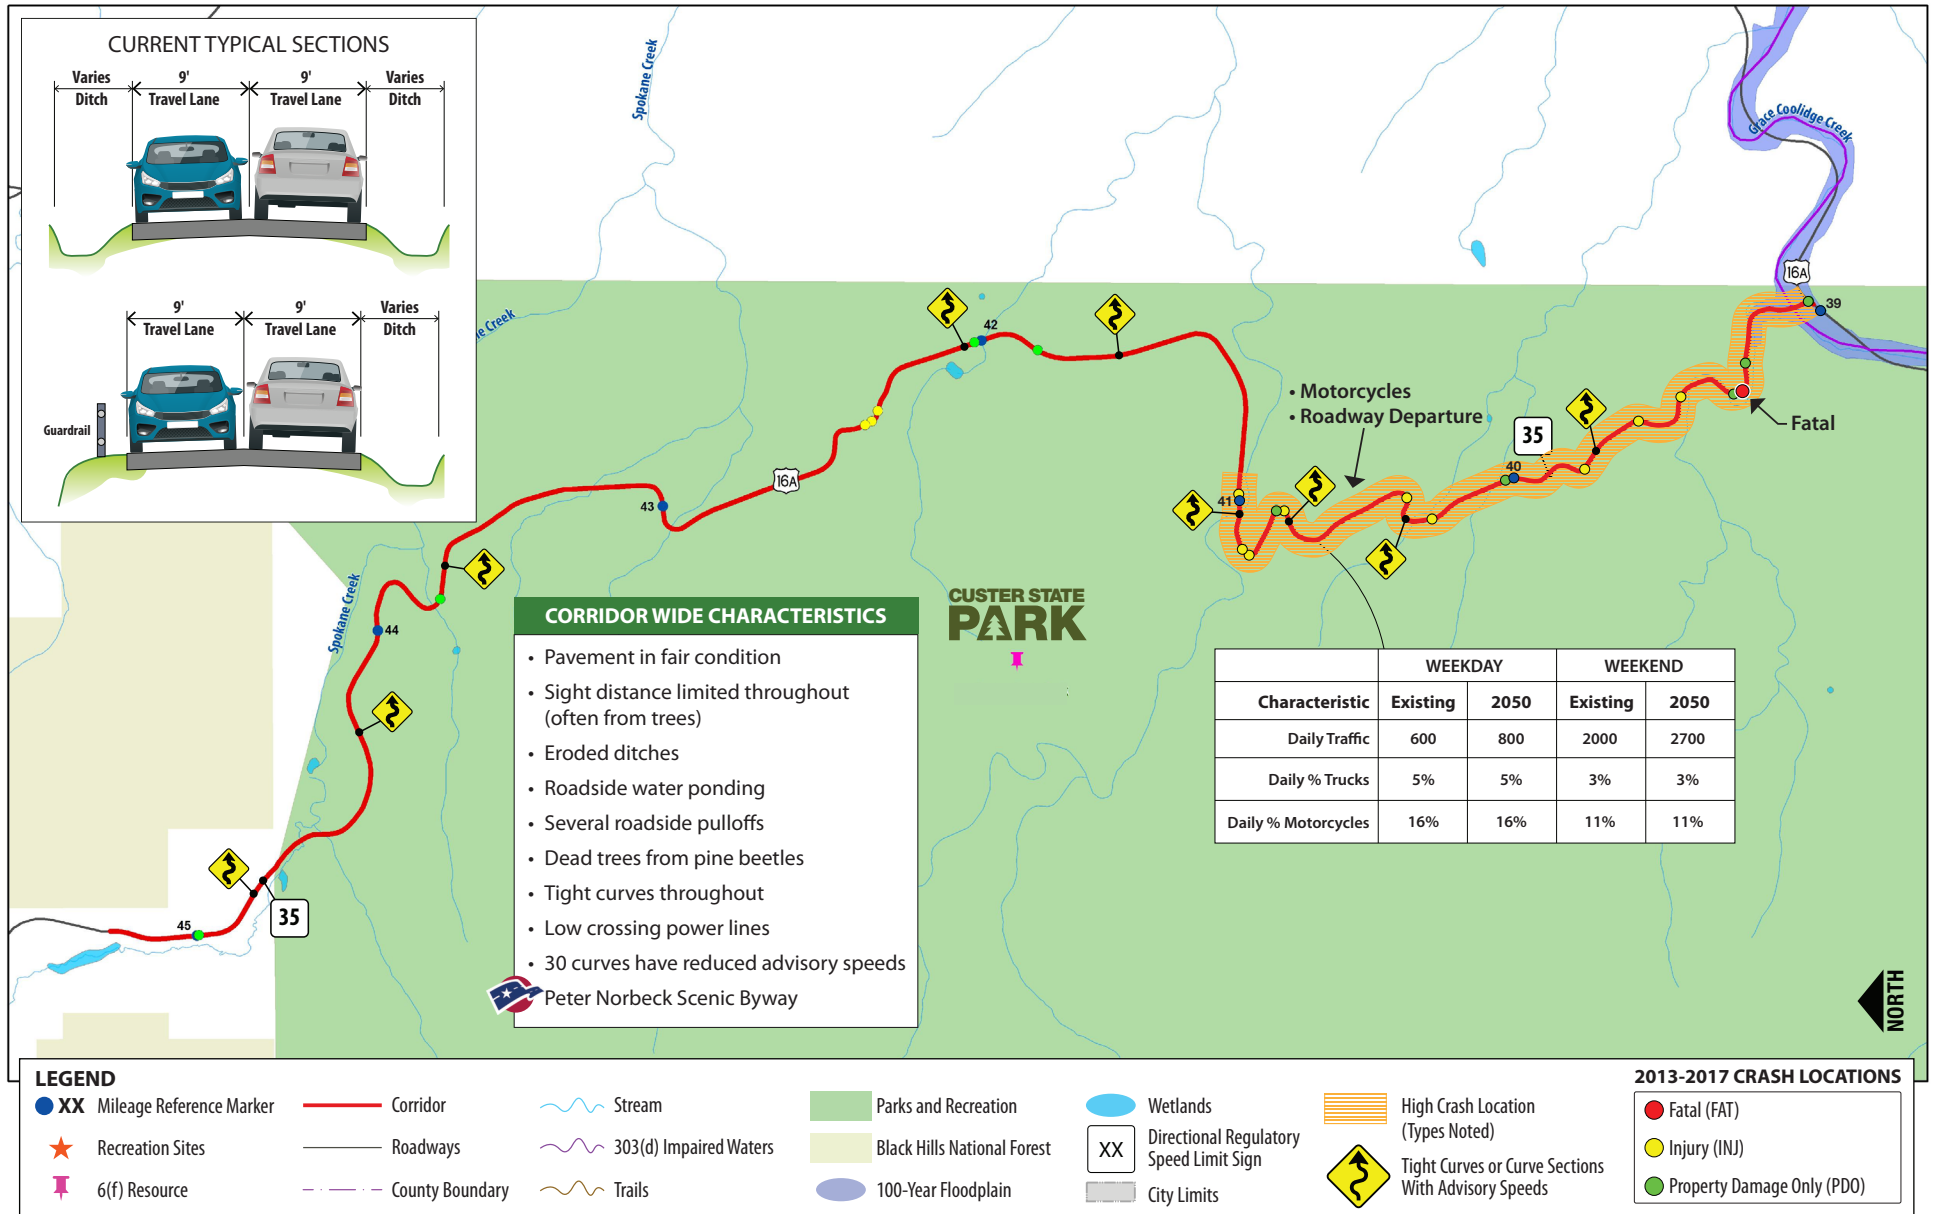 CURRENT TYPICAL SECTIONS
Varies 9' 9' Varies
Ditch Travel Lane Travel Lane Ditch
9' 9' Varies
Travel Lane Travel Lane Ditch
Guardrail
Spokane Creek
ne Creek
Spokane Creek
Grace Coolidge Creek
16A
39
42
• Motorcycles
• Roadway Departure
35
Fatal
40
16A
41
43
44
45
35
CUSTER STATE
PARK
CORRIDOR WIDE CHARACTERISTICS
• Pavement in fair condition
• Sight distance limited throughout
(often from trees)
• Eroded ditches
• Roadside water ponding
• Several roadside pulloffs
• Dead trees from pine beetles
• Tight curves throughout
• Low crossing power lines
• 30 curves have reduced advisory speeds
Peter Norbeck Scenic Byway
WEEKDAY WEEKEND
Characteristic Existing 2050 Existing 2050
Daily Traffic 600 800 2000 2700
Daily % Trucks 5% 5% 3% 3%
Daily % Motorcycles 16% 16% 11% 11%
NORTH
LEGEND
XX Mileage Reference Marker
Recreation Sites
6(f) Resource
Corridor
Roadways
County Boundary
Stream
303(d) Impaired Waters
Trails
Parks and Recreation
Black Hills National Forest
100-Year Floodplain
Wetlands
XX Directional Regulatory
Speed Limit Sign
City Limits
High Crash Location
(Types Noted)
Tight Curves or Curve Sections
With Advisory Speeds
2013-2017 CRASH LOCATIONS
Fatal (FAT)
Injury (INJ)
Property Damage Only (PDO)